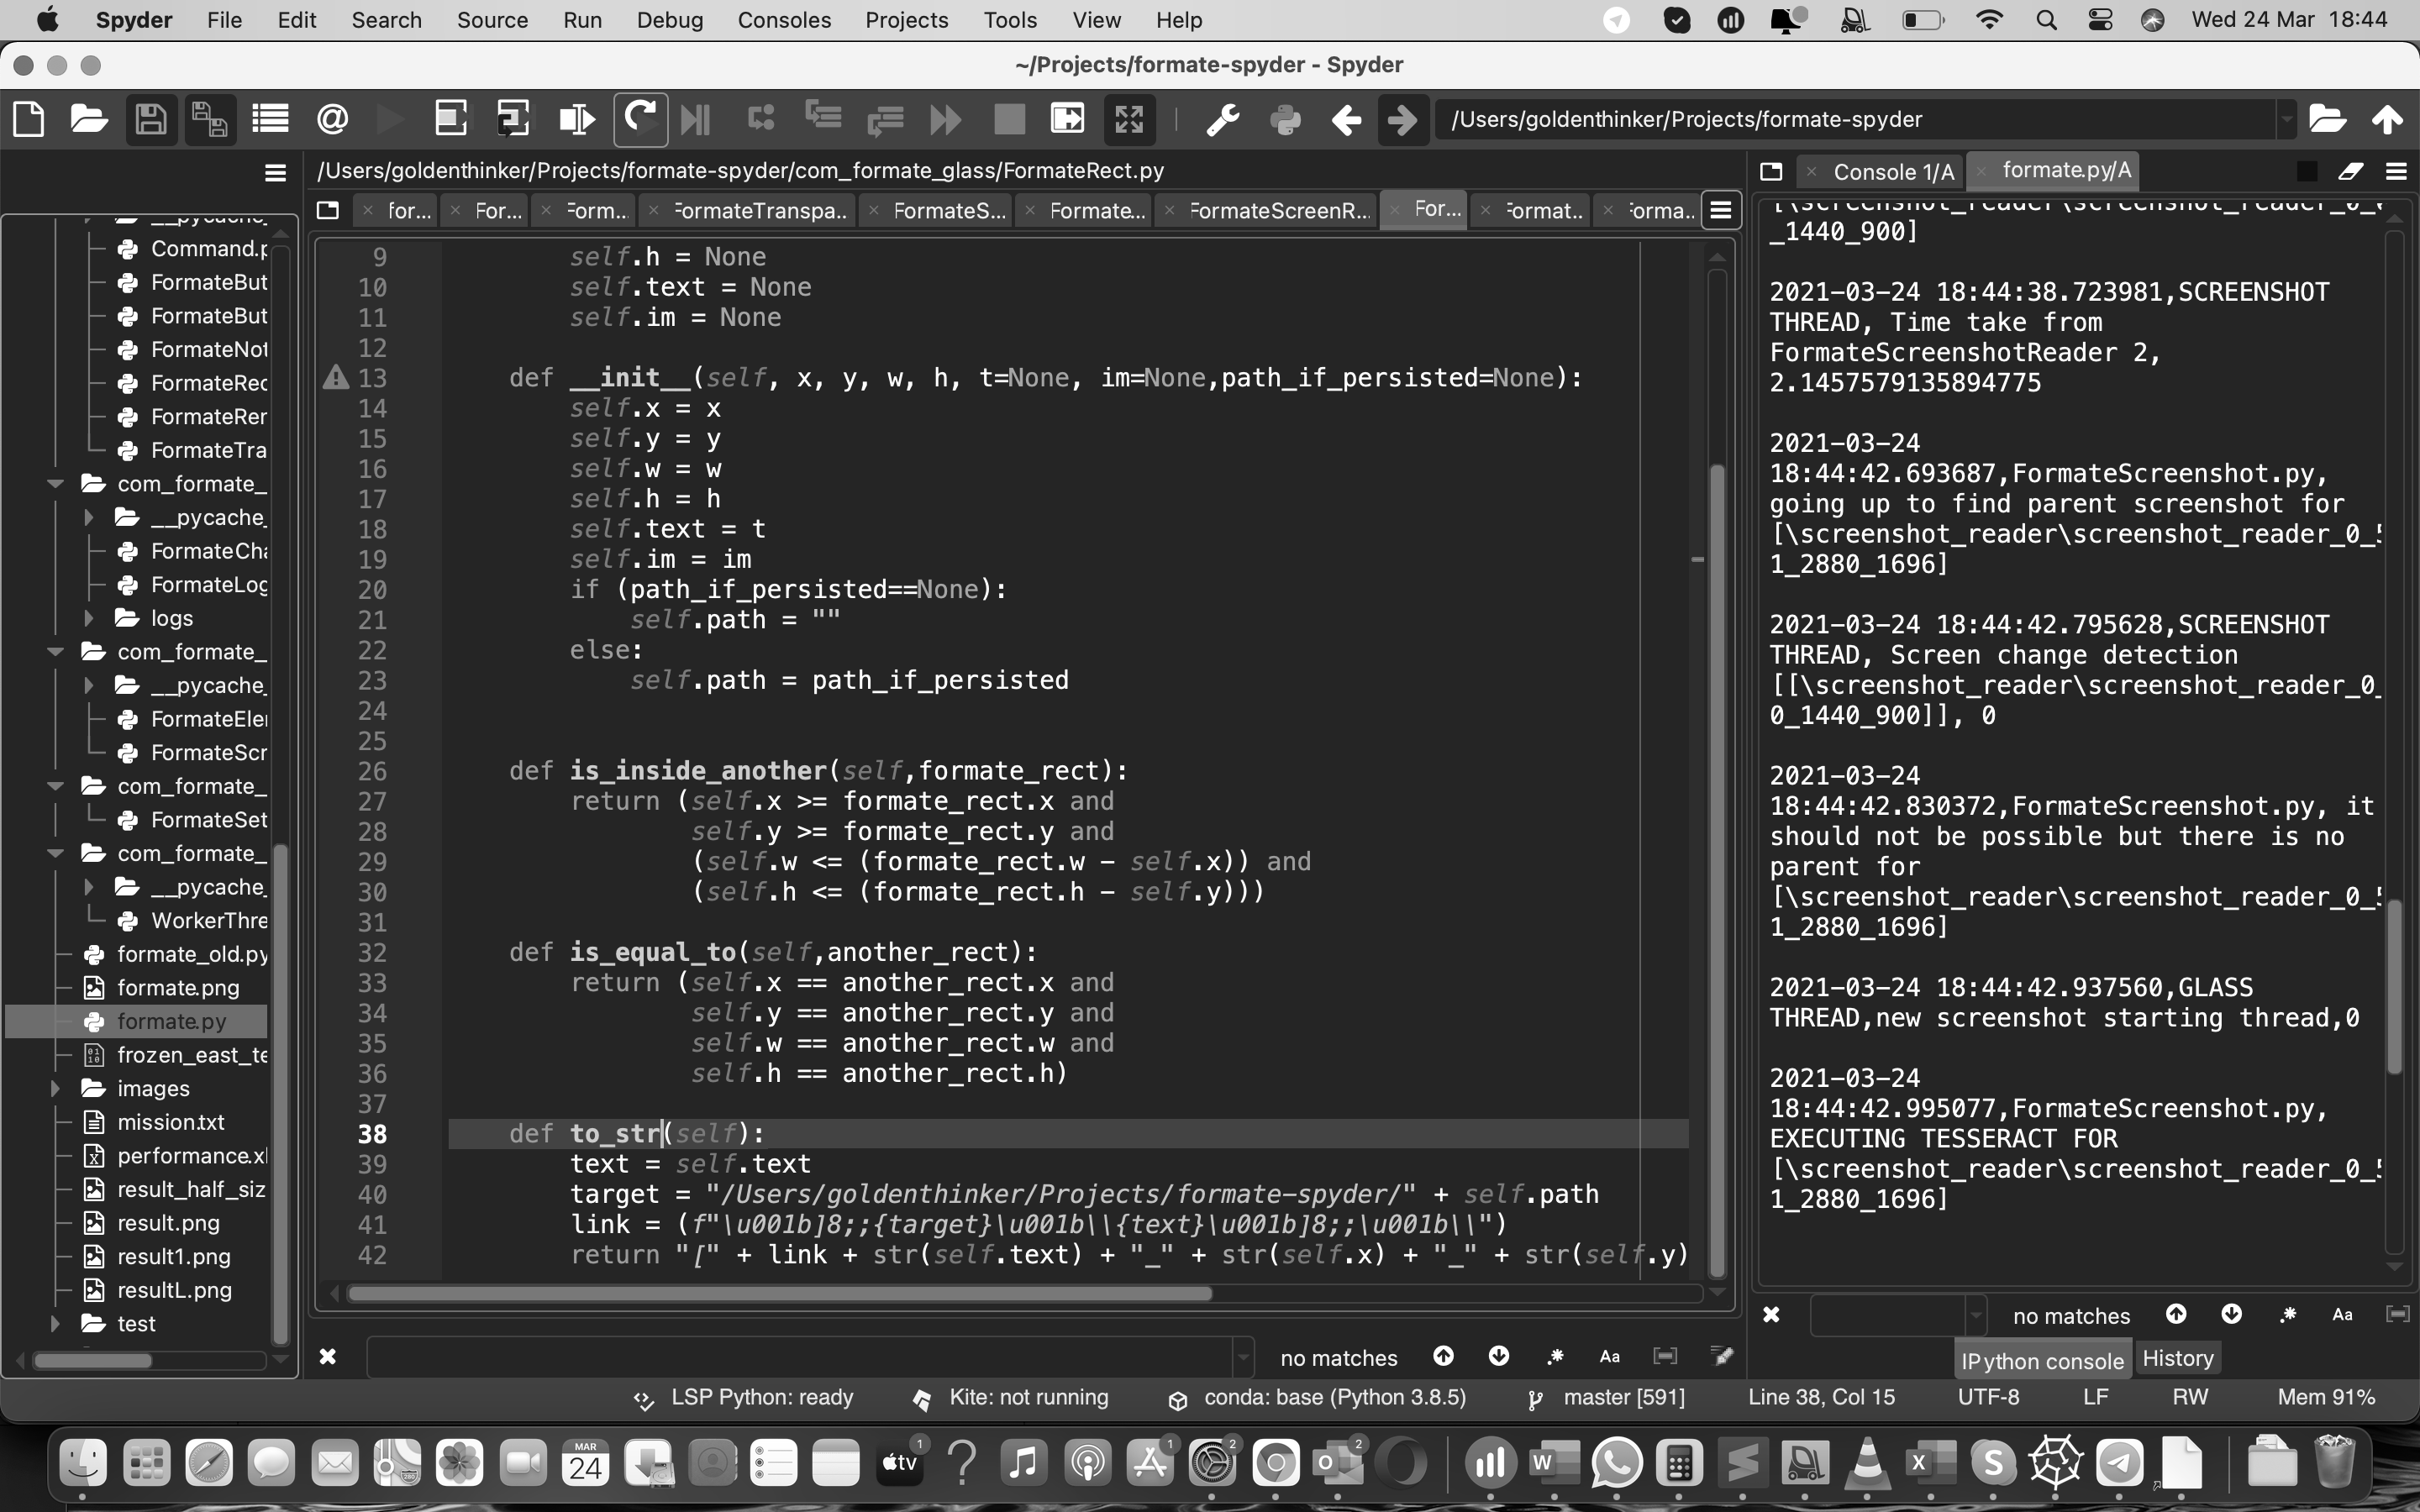 Spyder File Edit Search Source Run Debug Consoles Projects Tools View Help Wed 24 Mar 18:44
~/Projects/formate-spyder - Spyder
/Users/goldenthinker/Projects/formate-spyder
/Users/goldenthinker/Projects/formate-spyder/com_formate_glass/FormateRect.py
Console 1/A formate.py/A
for... For... Form... FormateTranspa.. FormateS... Formate... FormateScreenR... For... Format.. Forma..
Command.p
FormateBut
FormateBut
FormateNot
FormateRec
FormateRer
FormateTra
com_formate_
__pycache_
FormateCha
FormateLog
logs
com_formate_
__pycache_
FormateEle
FormateScr
com_formate_
FormateSet
com_formate_
__pycache_
WorkerThre
formate_old.py
formate.png
formate.py
frozen_east_te
images
mission.txt
performance.xl
result_half_siz
result.png
result1.png
resultL.png
test
9 self.h = None
10 self.text = None
11 self.im = None
12
13 def __init__(self, x, y, w, h, t=None, im=None,path_if_persisted=None):
14 self.x = x
15 self.y = y
16 self.w = w
17 self.h = h
18 self.text = t
19 self.im = im
20 if (path_if_persisted==None):
21 self.path = ""
22 else:
23 self.path = path_if_persisted
24
25
26 def is_inside_another(self,formate_rect):
27 return (self.x >= formate_rect.x and
28 self.y >= formate_rect.y and
29 (self.w <= (formate_rect.w - self.x)) and
30 (self.h <= (formate_rect.h - self.y)))
31
32 def is_equal_to(self,another_rect):
33 return (self.x == another_rect.x and
34 self.y == another_rect.y and
35 self.w == another_rect.w and
36 self.h == another_rect.h)
37
38 def to_str(self):
39 text = self.text
40 target = "/Users/goldenthinker/Projects/formate-spyder/" + self.path
41 link = (f"\u001b]8;;{target}\u001b\\{text}\u001b]8;;\u001b\\")
42 return "[" + link + str(self.text) + "_" + str(self.x) + "_" + str(self.y)
_1440_900]
2021-03-24 18:44:38.723981,SCREENSHOT
THREAD, Time take from
FormateScreenshotReader 2,
2.1457579135894775
2021-03-24
18:44:42.693687,FormateScreenshot.py,
going up to find parent screenshot for
[\screenshot_reader\screenshot_reader_0_5
1_2880_1696]
2021-03-24 18:44:42.795628,SCREENSHOT
THREAD, Screen change detection
[[\screenshot_reader\screenshot_reader_0_
0_1440_900]], 0
2021-03-24
18:44:42.830372,FormateScreenshot.py, it
should not be possible but there is no
parent for
[\screenshot_reader\screenshot_reader_0_5
1_2880_1696]
2021-03-24 18:44:42.937560,GLASS
THREAD,new screenshot starting thread,0
2021-03-24
18:44:42.995077,FormateScreenshot.py,
EXECUTING TESSERACT FOR
[\screenshot_reader\screenshot_reader_0_5
1_2880_1696]
no matches Aa
IPython console History
no matches Aa
LSP Python: ready Kite: not running conda: base (Python 3.8.5) master [591] Line 38, Col 15 UTF-8 LF RW Mem 91%
MAR
24
tv
1
1
2
2
W
X
S